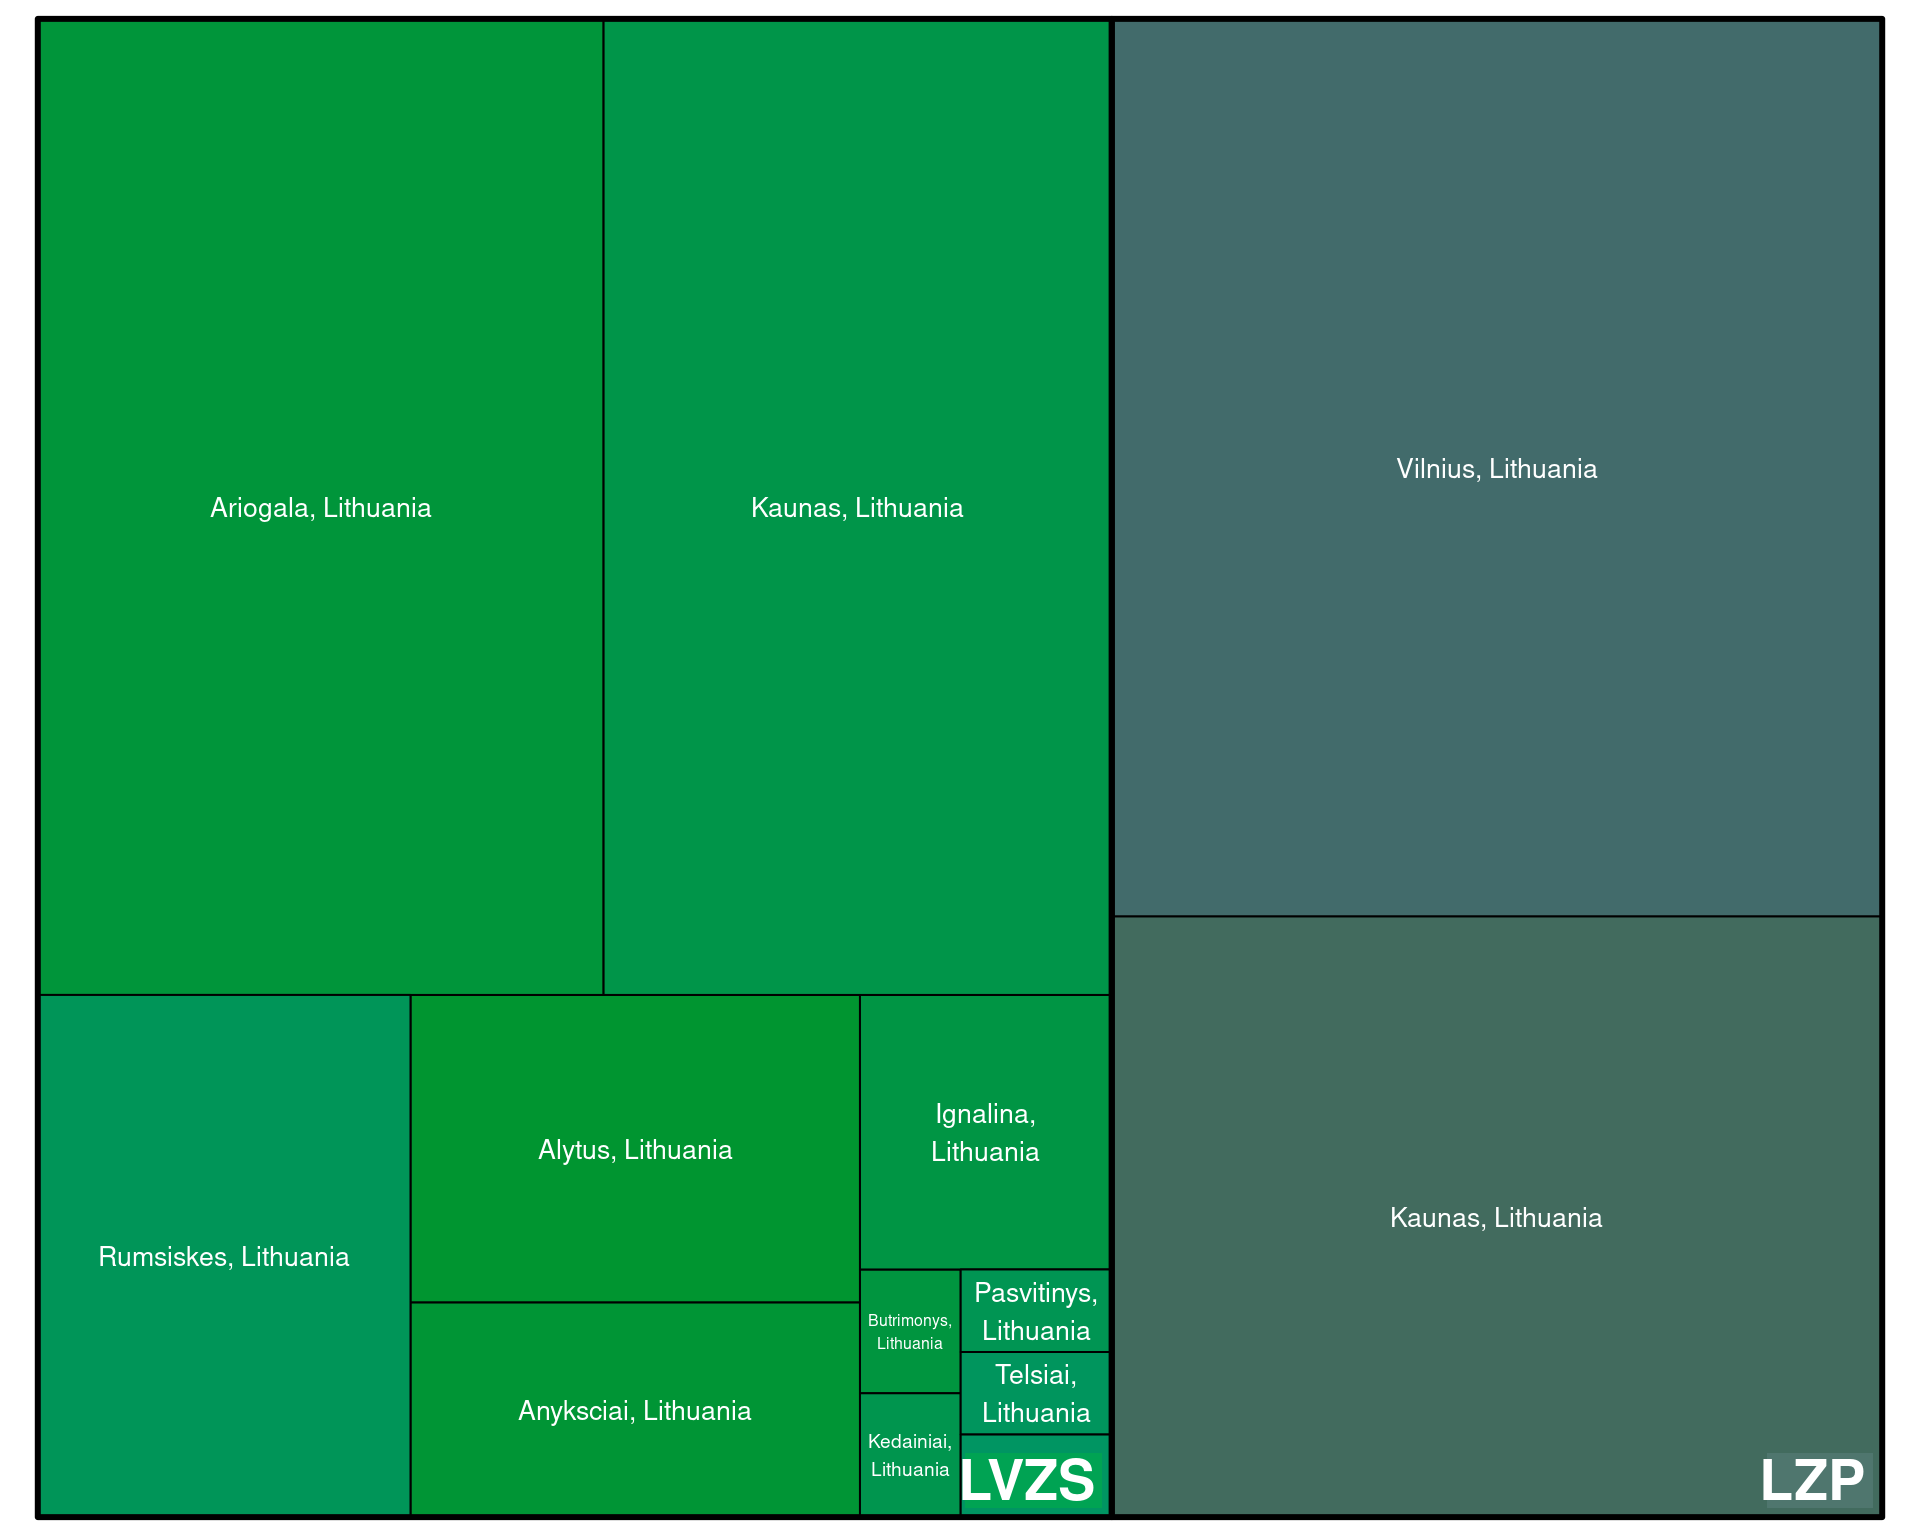 Ariogala, Lithuania
Kaunas, Lithuania
Vilnius, Lithuania
Rumsiskes, Lithuania
Alytus, Lithuania
Anyksciai, Lithuania
Ignalina,
Lithuania
Butrimonys,
Lithuania
Kedainiai,
Lithuania
Pasvitinys,
Lithuania
Telsiai,
Lithuania
LVZS
Kaunas, Lithuania
LZP